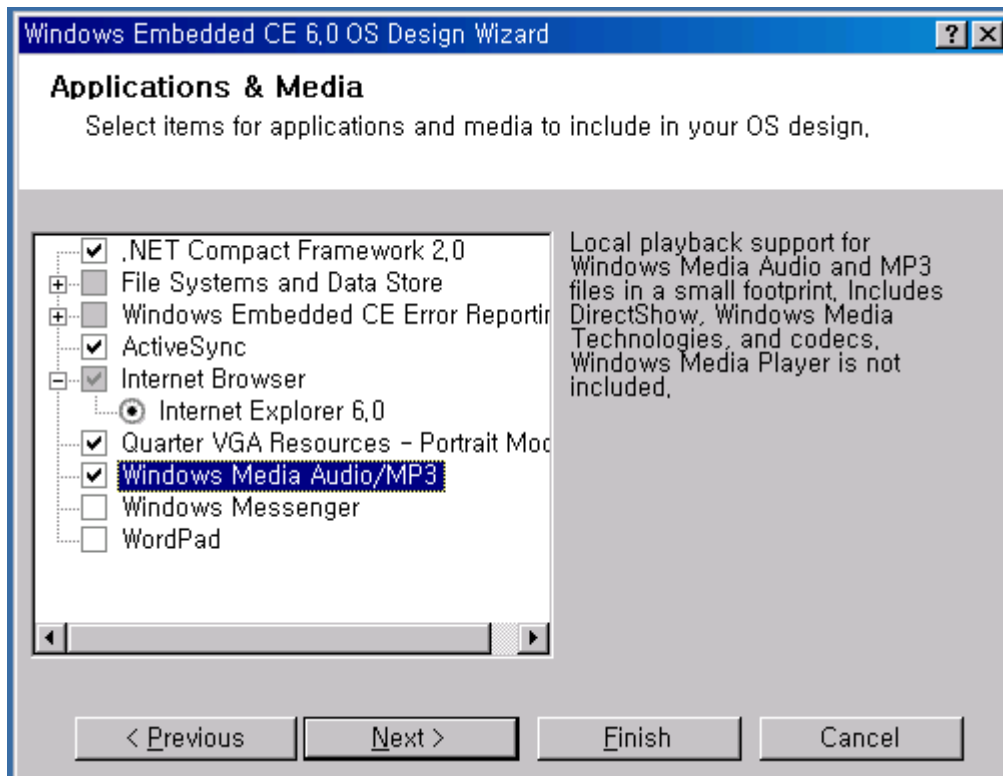 Windows Embedded CE 6,0 OS Design Wizard
Applications & Media
Select items for applications and media to include in your OS design,
,NET Compact Framework 2,0
File Systems and Data Store
Windows Embedded CE Error Reportin
ActiveSync
Internet Browser
Internet Explorer 6,0
Quarter VGA Resources - Portrait Mod
Windows Media Audio/MP3
Windows Messenger
WordPad
Local playback support for
Windows Media Audio and MP3
files in a small footprint, Includes
DirectShow, Windows Media
Technologies, and codecs,
Windows Media Player is not
included,
< Previous
Next >
Finish
Cancel